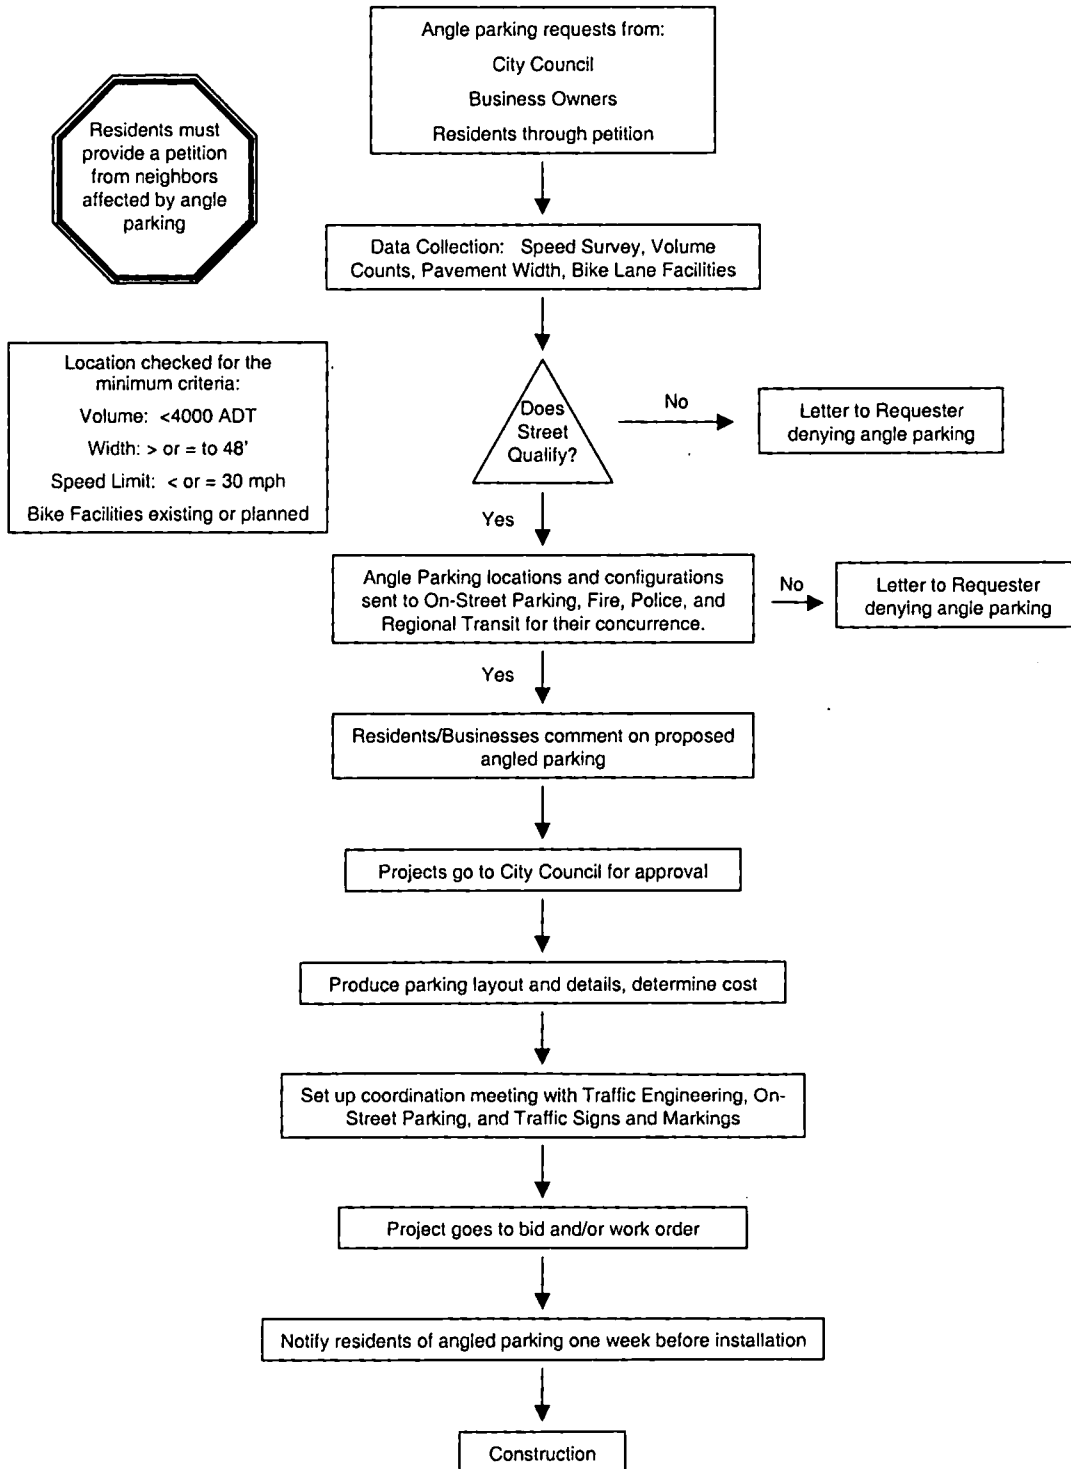 Angle parking requests from:
City Council
Business Owners
Residents through petition
Residents must
provide a petition
from neighbors
affected by angle
parking
Data Collection: Speed Survey, Volume
Counts, Pavement Width, Bike Lane Facilities
Location checked for the
minimum criteria:
Volume: <4000 ADT
Width: > or = to 48'
Speed Limit: < or = 30 mph
Bike Facilities existing or planned
Does
Street
Qualify?
No
Letter to Requester
denying angle parking
Yes
Angle Parking locations and configurations
sent to On-Street Parking, Fire, Police, and
Regional Transit for their concurrence.
No
Letter to Requester
denying angle parking
Yes
Residents/Businesses comment on proposed
angled parking
Projects go to City Council for approval
Produce parking layout and details, determine cost
Set up coordination meeting with Traffic Engineering, On-
Street Parking, and Traffic Signs and Markings
Project goes to bid and/or work order
Notify residents of angled parking one week before installation
Construction